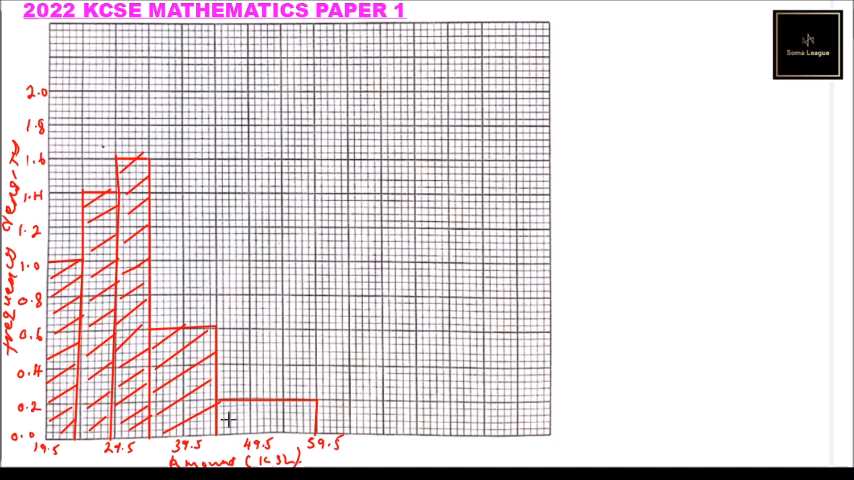 2022 KCSE MATHEMATICS PAPER 1
Soma League
2.0
1.8
1.6
1.4
1.2
1.0
0.8
0.6
0.4
0.2
0.0
19.5 29.5 39.5 49.5 59.5
frequency density
Amount (KSh).